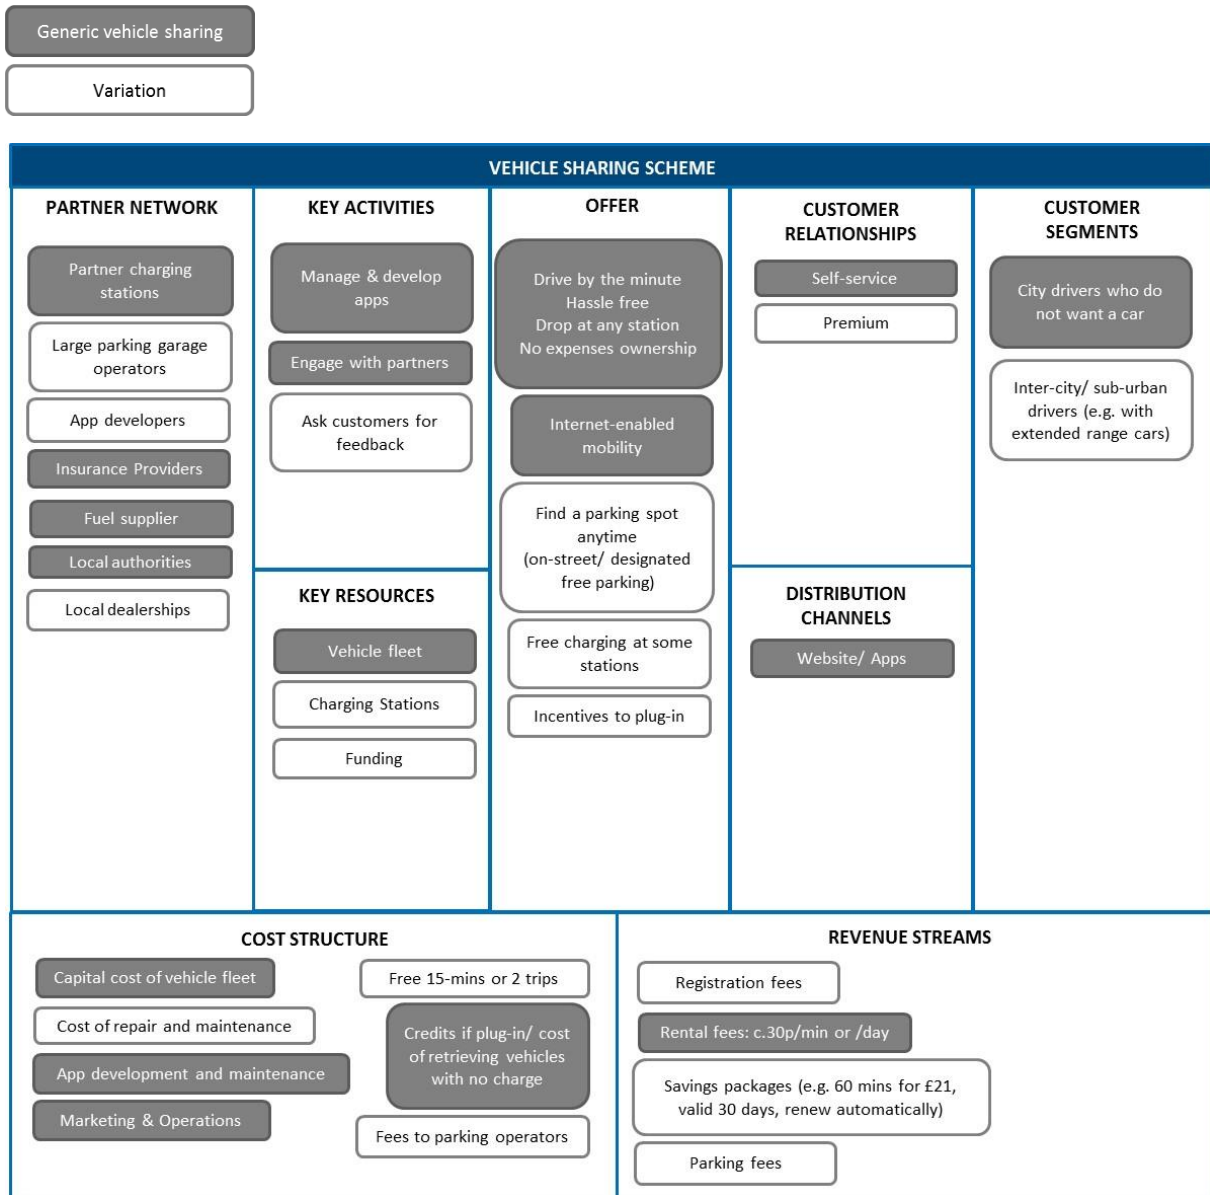 Generic vehicle sharing
Variation
VEHICLE SHARING SCHEME
PARTNER NETWORK
Partner charging
stations
Large parking garage
operators
App developers
Insurance Providers
Fuel supplier
Local authorities
Local dealerships
KEY ACTIVITIES
Manage & develop
apps
Engage with partners
Ask customers for
feedback
KEY RESOURCES
Vehicle fleet
Charging Stations
Funding
OFFER
Drive by the minute
Hassle free
Drop at any station
No expenses ownership
Internet-enabled
mobility
Find a parking spot
anytime
(on-street/ designated
free parking)
Free charging at some
stations
Incentives to plug-in
CUSTOMER
RELATIONSHIPS
Self-service
Premium
DISTRIBUTION
CHANNELS
Website/ Apps
CUSTOMER
SEGMENTS
City drivers who do
not want a car
Inter-city/ sub-urban
drivers (e.g. with
extended range cars)
COST STRUCTURE
Capital cost of vehicle fleet
Cost of repair and maintenance
App development and maintenance
Marketing & Operations
Free 15-mins or 2 trips
Credits if plug-in/ cost
of retrieving vehicles
with no charge
Fees to parking operators
REVENUE STREAMS
Registration fees
Rental fees: c.30p/min or /day
Savings packages (e.g. 60 mins for £21,
valid 30 days, renew automatically)
Parking fees